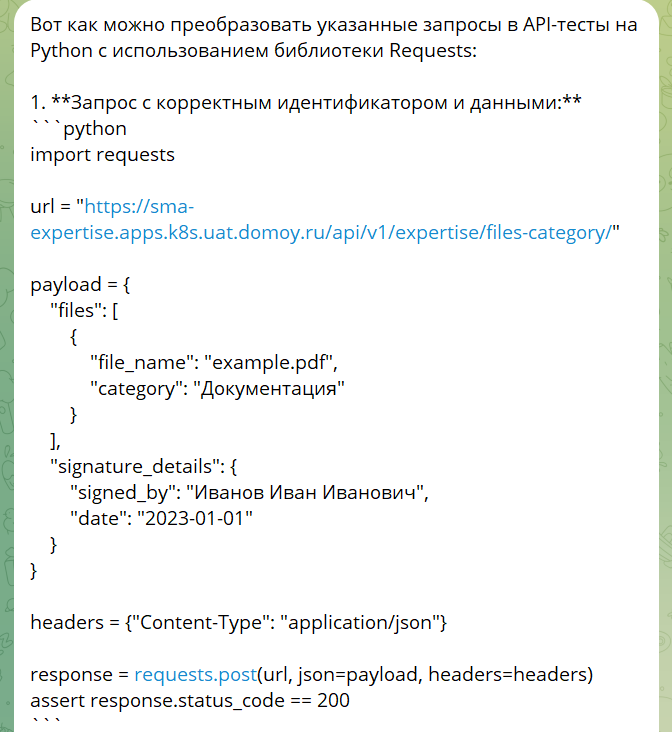 Вот как можно преобразовать указанные запросы в API-тесты на
Python с использованием библиотеки Requests:

1. **Запрос с корректным идентификатором и данными:**
```python
import requests

url = "https://sma-
expertise.apps.k8s.uat.domoy.ru/api/v1/expertise/files-category/"

payload = {
    "files": [
        {
            "file_name": "example.pdf",
            "category": "Документация"
        }
    ],
    "signature_details": {
        "signed_by": "Иванов Иван Иванович",
        "date": "2023-01-01"
    }
}

headers = {"Content-Type": "application/json"}

response = requests.post(url, json=payload, headers=headers)
assert response.status_code == 200
```